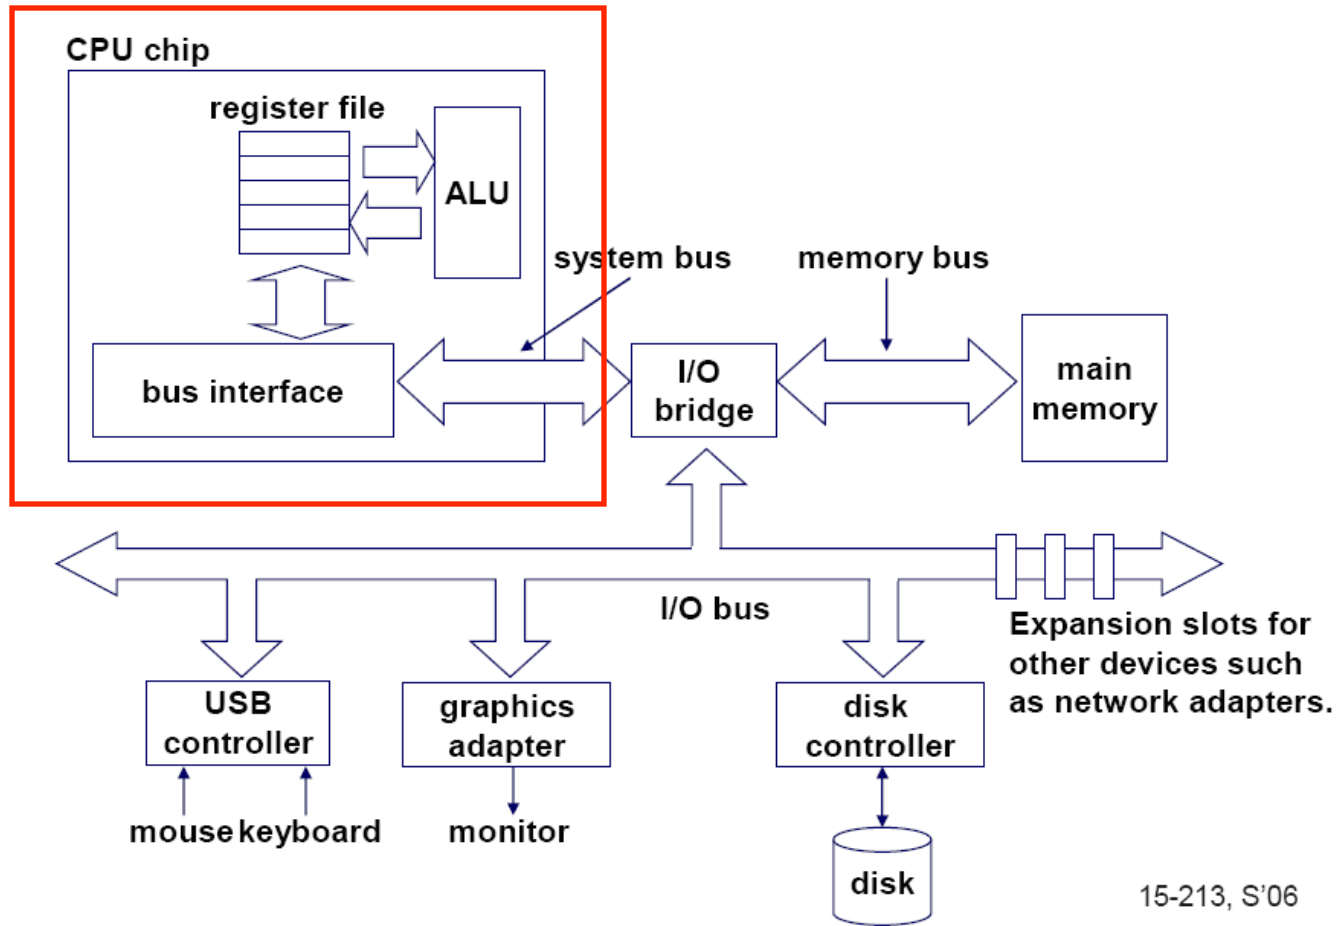 CPU chip
register file
ALU
system bus
memory bus
bus interface
I/O
bridge
main
memory
I/O bus
Expansion slots for
other devices such
as network adapters.
USB
controller
graphics
adapter
disk
controller
mouse
keyboard
monitor
disk
15-213, S’06